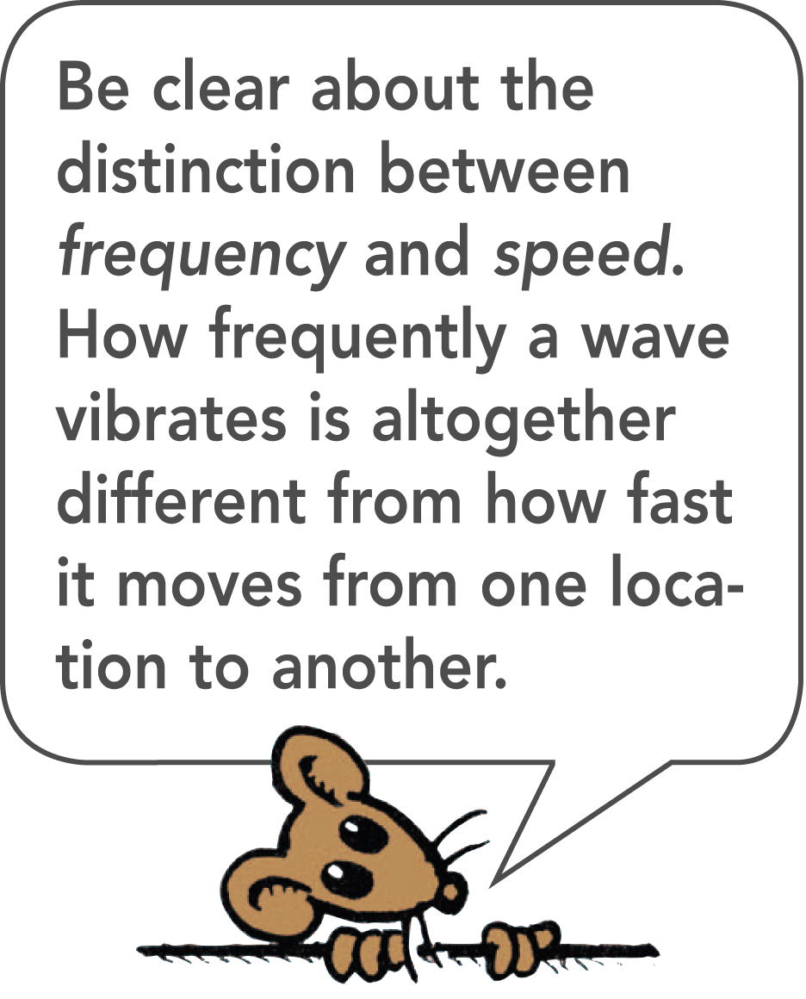 Be clear about the
distinction between
frequency and speed.
How frequently a wave
vibrates is altogether
different from how fast
it moves from one loca-
tion to another.